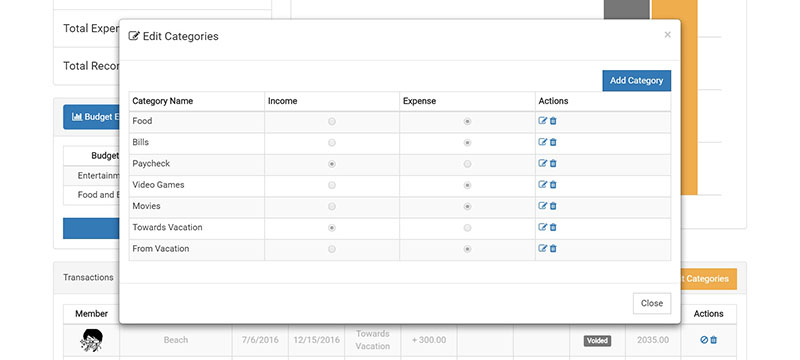 Total Exper
Total Recor
Edit Categories
×
Add Category
Category Name Income Expense Actions
Food
Bills
Paycheck
Video Games
Movies
Towards Vacation
From Vacation
Close
Budget E
Budget
Entertainm
Food and E
Transactions
t Categories
Member
Actions
Beach 7/6/2016 12/15/2016 Towards Vacation + 300.00 Voided 2035.00